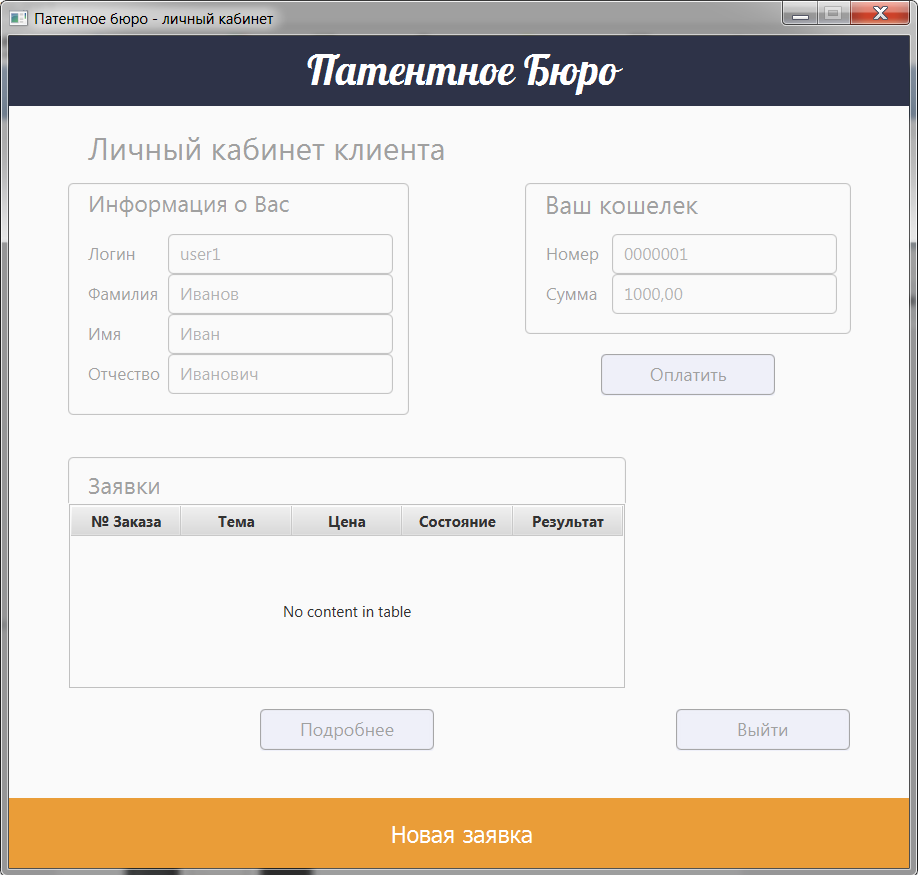 Патентное бюро - личный кабинет
Патентное Бюро
Личный кабинет клиента
Информация о Вас
Логин user1
Фамилия Иванов
Имя Иван
Отчество Иванович
Ваш кошелек
Номер 0000001
Сумма 1000,00
Оплатить
Заявки
№ Заказа Тема Цена Состояние Результат
No content in table
Подробнее
Выйти
Новая заявка